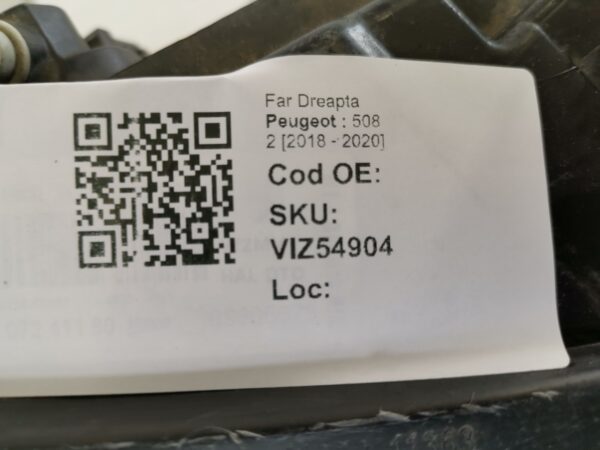 Far Dreapta
Peugeot : 508
2 [2018 - 2020]
Cod OE:
SKU:
VIZ54904
Loc: